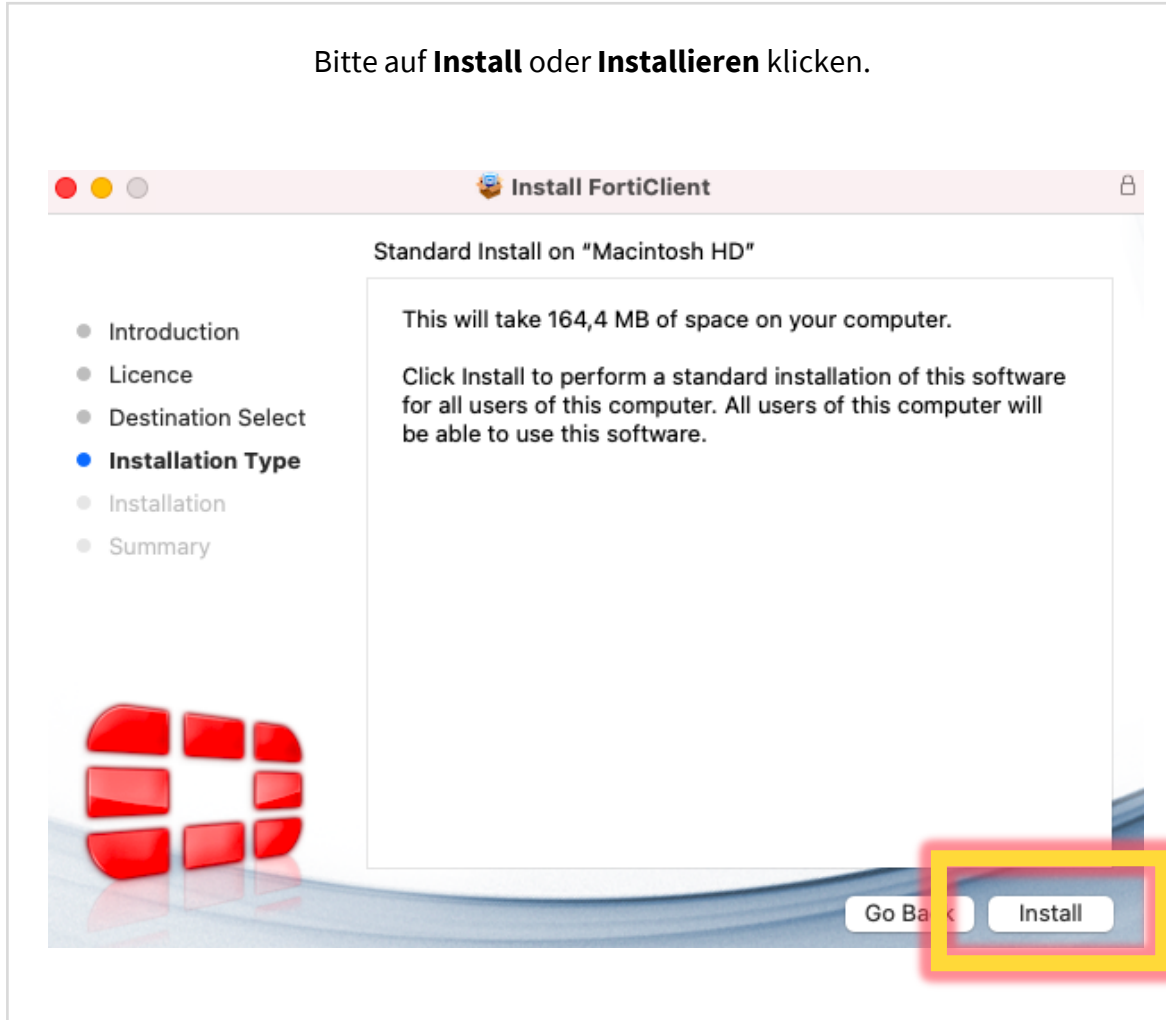 Bitte auf Install oder Installieren klicken.
Install FortiClient
Standard Install on "Macintosh HD"
Introduction
Licence
Destination Select
Installation Type
Installation
Summary
This will take 164,4 MB of space on your computer.
Click Install to perform a standard installation of this software
for all users of this computer. All users of this computer will
be able to use this software.
Go Back
Install